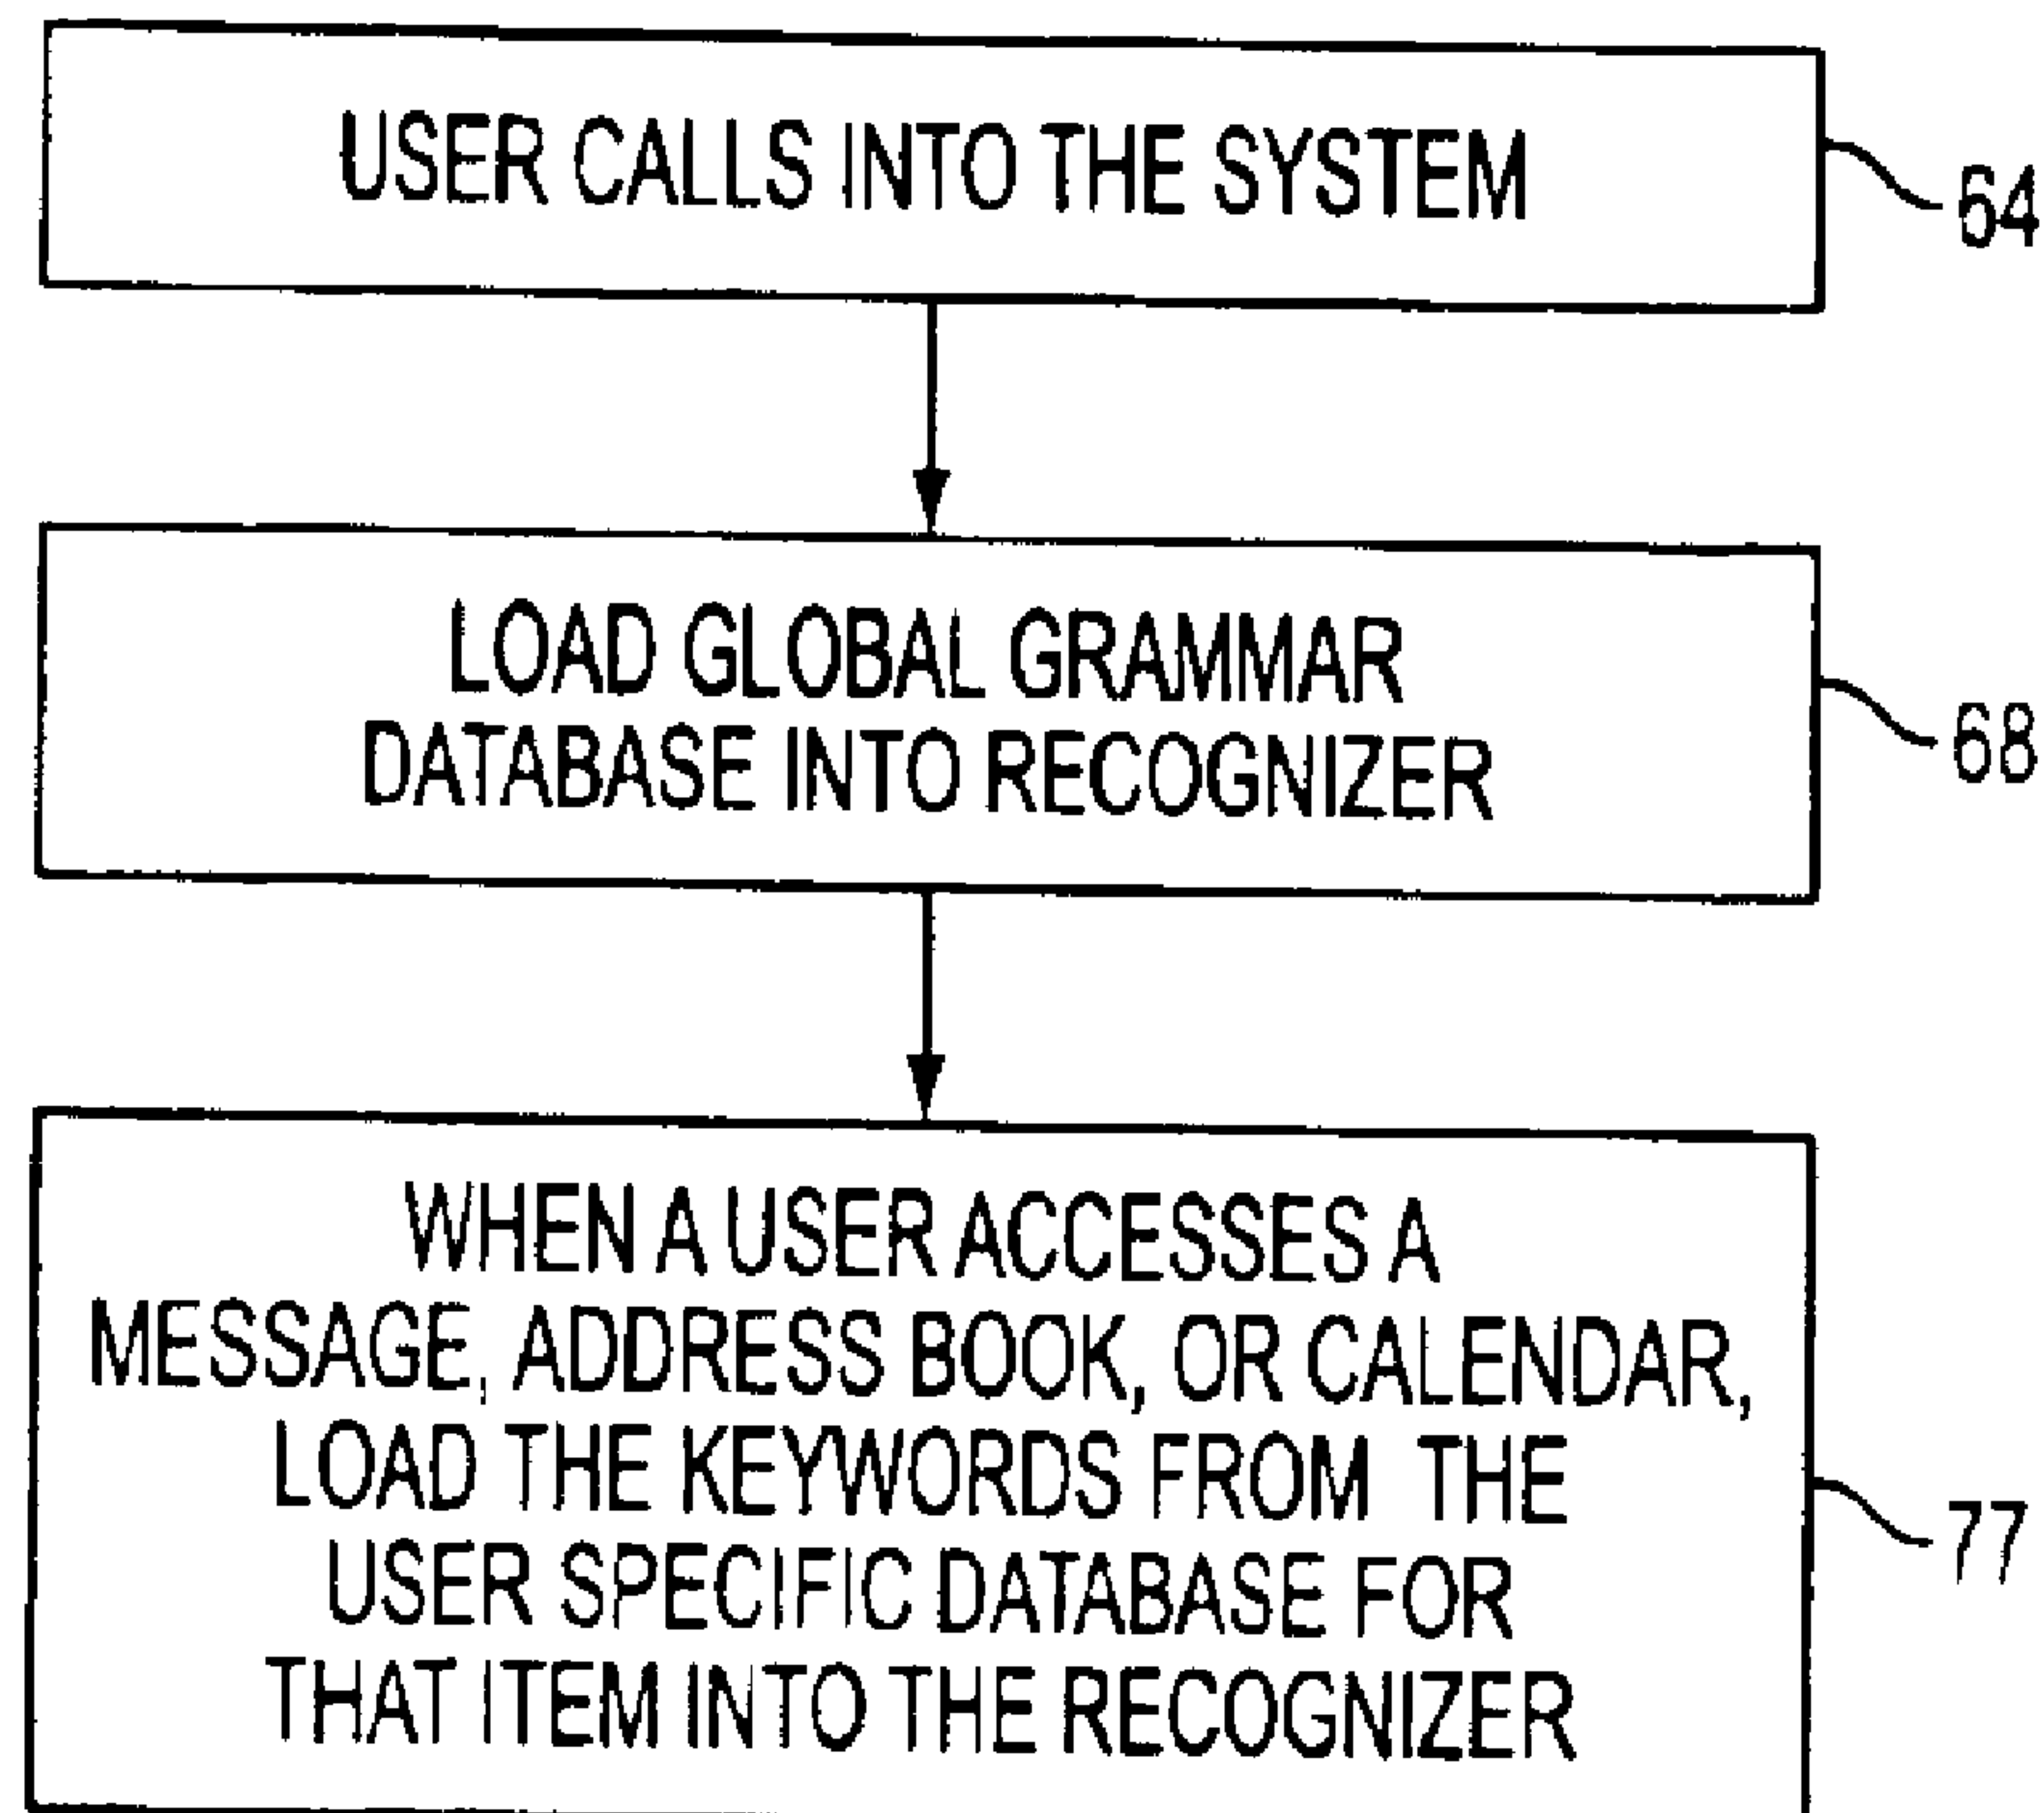 USER CALLS INTO THE SYSTEM
64
LOAD GLOBAL GRAMMAR
DATABASE INTO RECOGNIZER
68
WHEN A USER ACCESSES A
MESSAGE, ADDRESS BOOK, OR CALENDAR,
LOAD THE KEYWORDS FROM THE
USER SPECIFIC DATABASE FOR
THAT ITEM INTO THE RECOGNIZER
77